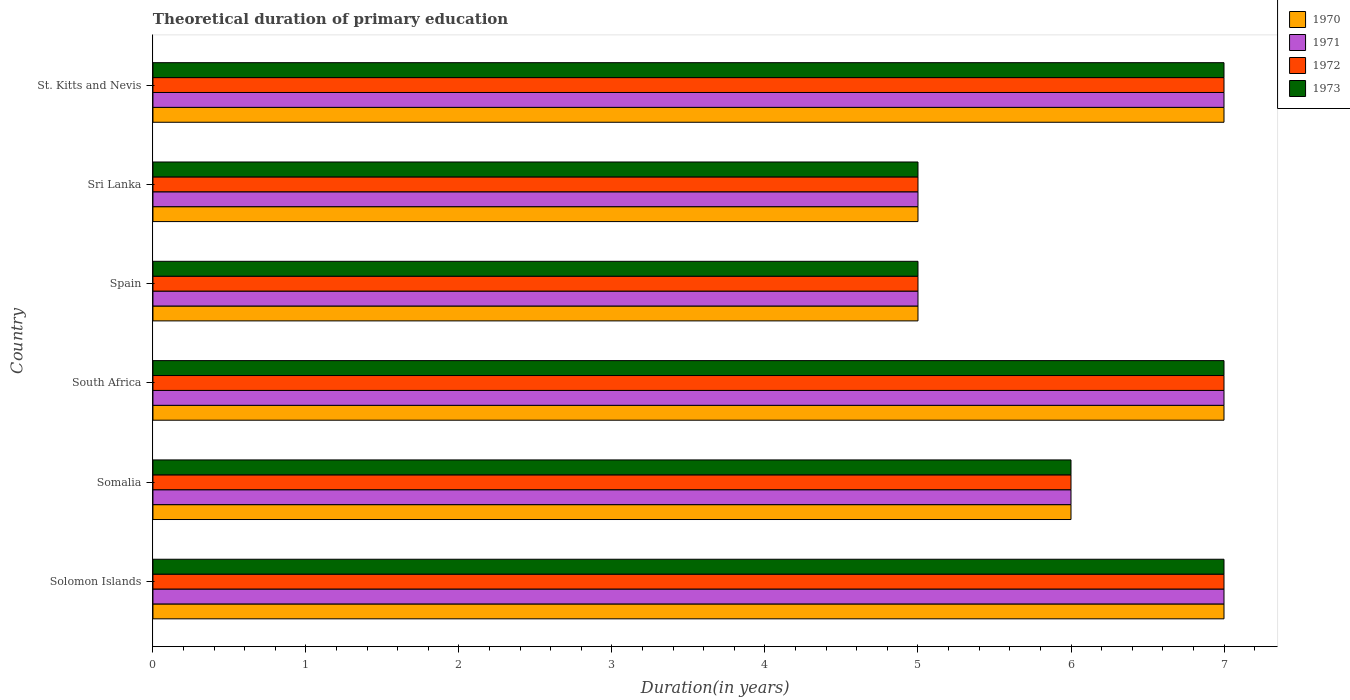 Theoretical duration of primary education
1970
1971
1972
1973
St. Kitts and Nevis
Sri Lanka
Spain
South Africa
Somalia
Solomon Islands
Country
0 1 2 3 4 5 6 7
Duration(in years)